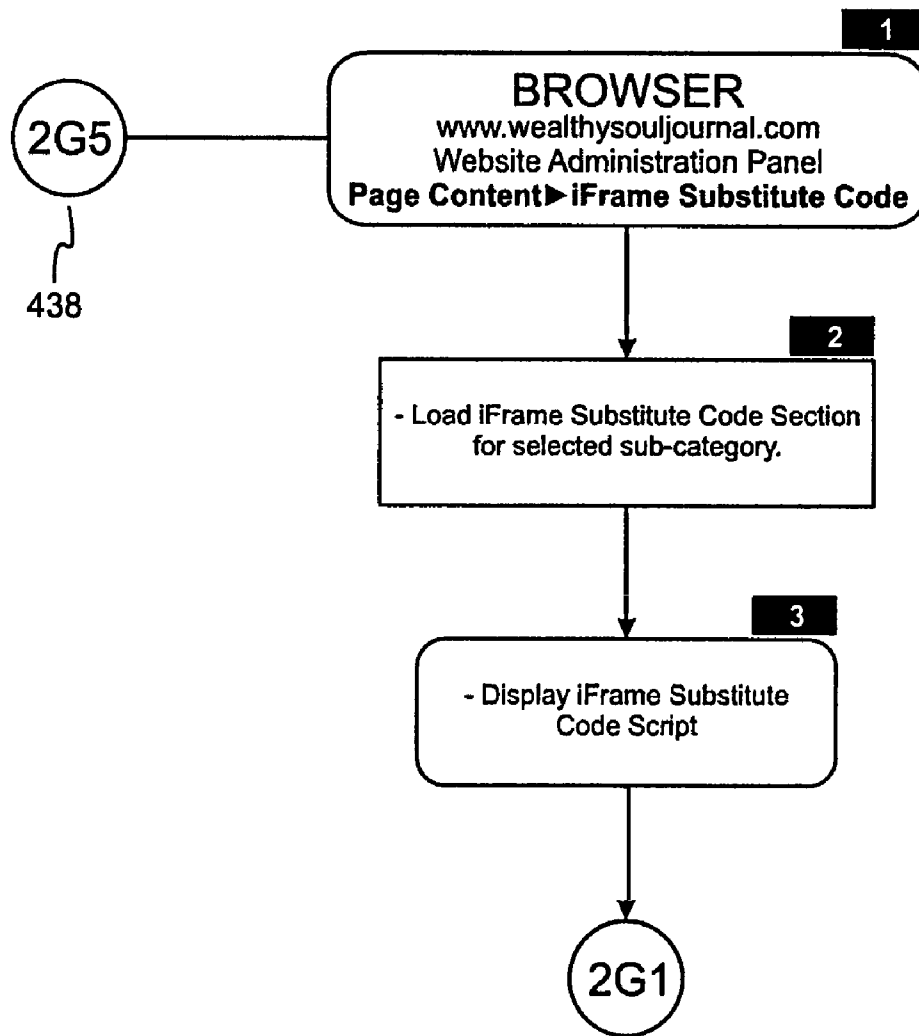 1
2G5
BROWSER
www.wealthysouljournal.com
Website Administration Panel
Page Content►iFrame Substitute Code
438
2
- Load iFrame Substitute Code Section
for selected sub-category.
3
- Display iFrame Substitute
Code Script
2G1